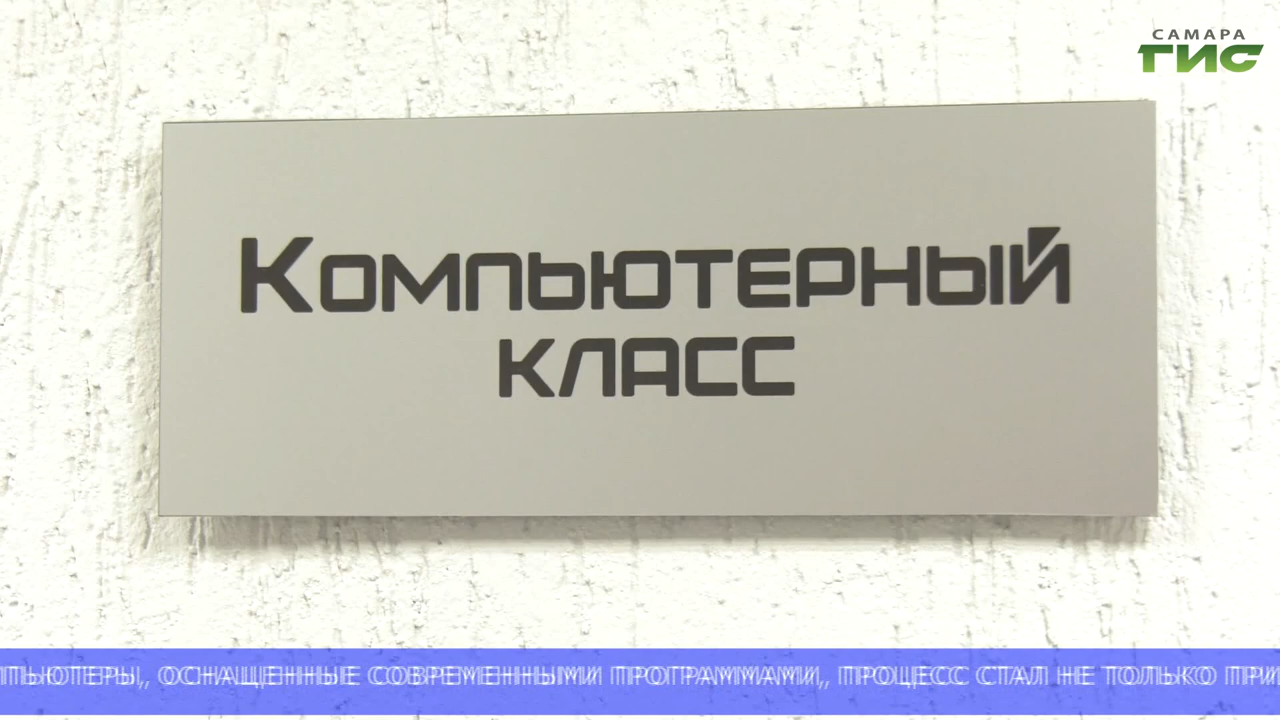 САМАРА
ГИС
Компьютерный
класс
ОСНАЩЕННЫЕ СОВРЕМЕННЫМИ ПРОГРАММАМИ, ПРОЦЕСС СТАЛ НЕ ТОЛЬКО